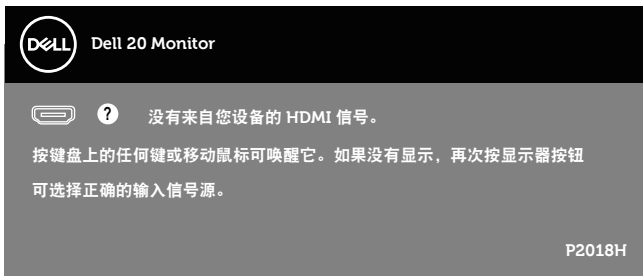 DELL
Dell 20 Monitor
? 没有来自您设备的 HDMI 信号。
按键盘上的任何键或移动鼠标可唤醒它。如果没有显示，再次按显示器按钮
可选择正确的输入信号源。
P2018H